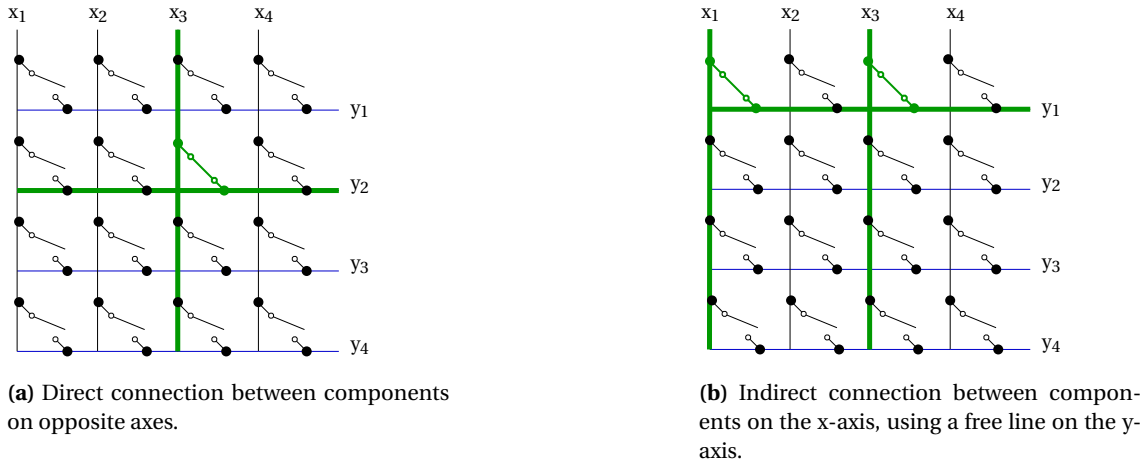 x1 x2 x3 x4
y1
y2
y3
y4
(a) Direct connection between components
on opposite axes.
x1 x2 x3 x4
y1
y2
y3
y4
(b) Indirect connection between compon-
ents on the x-axis, using a free line on the y-
axis.